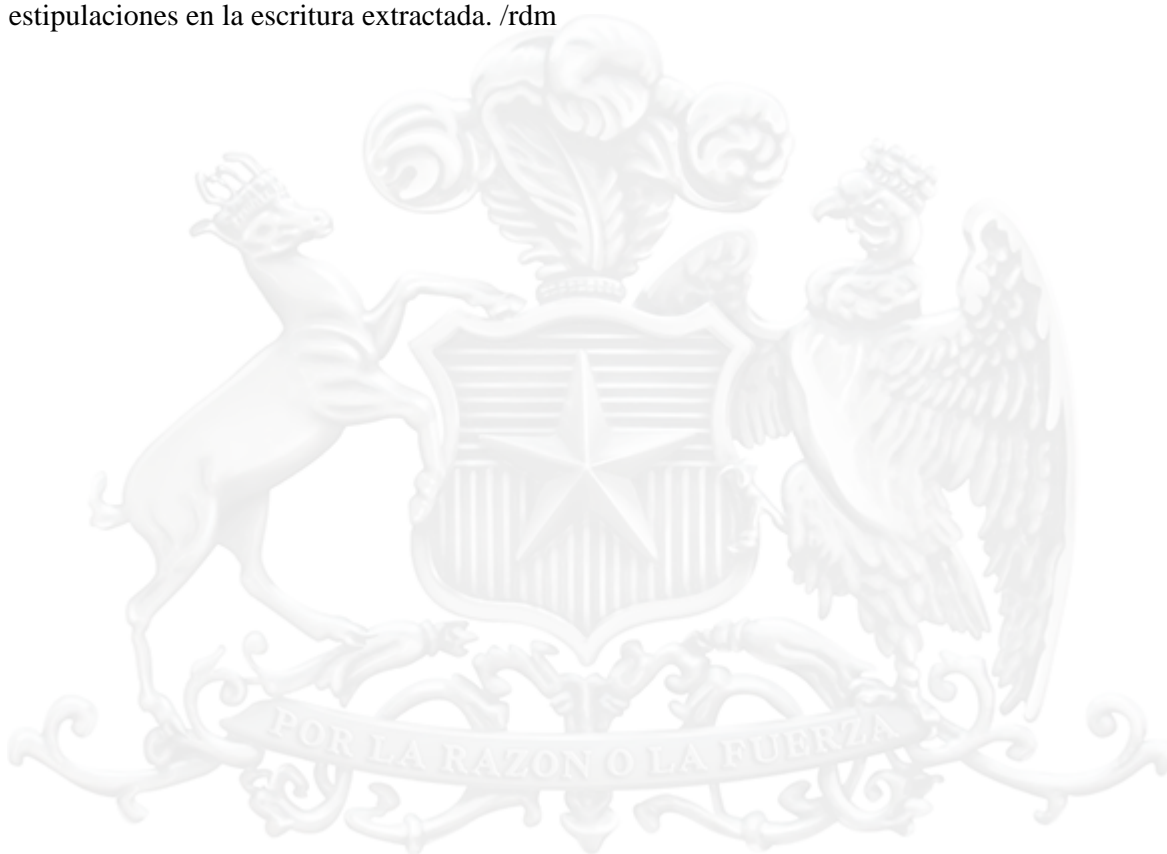 estipulaciones en la escritura extractada. /rdm
POR LA RAZON O LA FUERZA